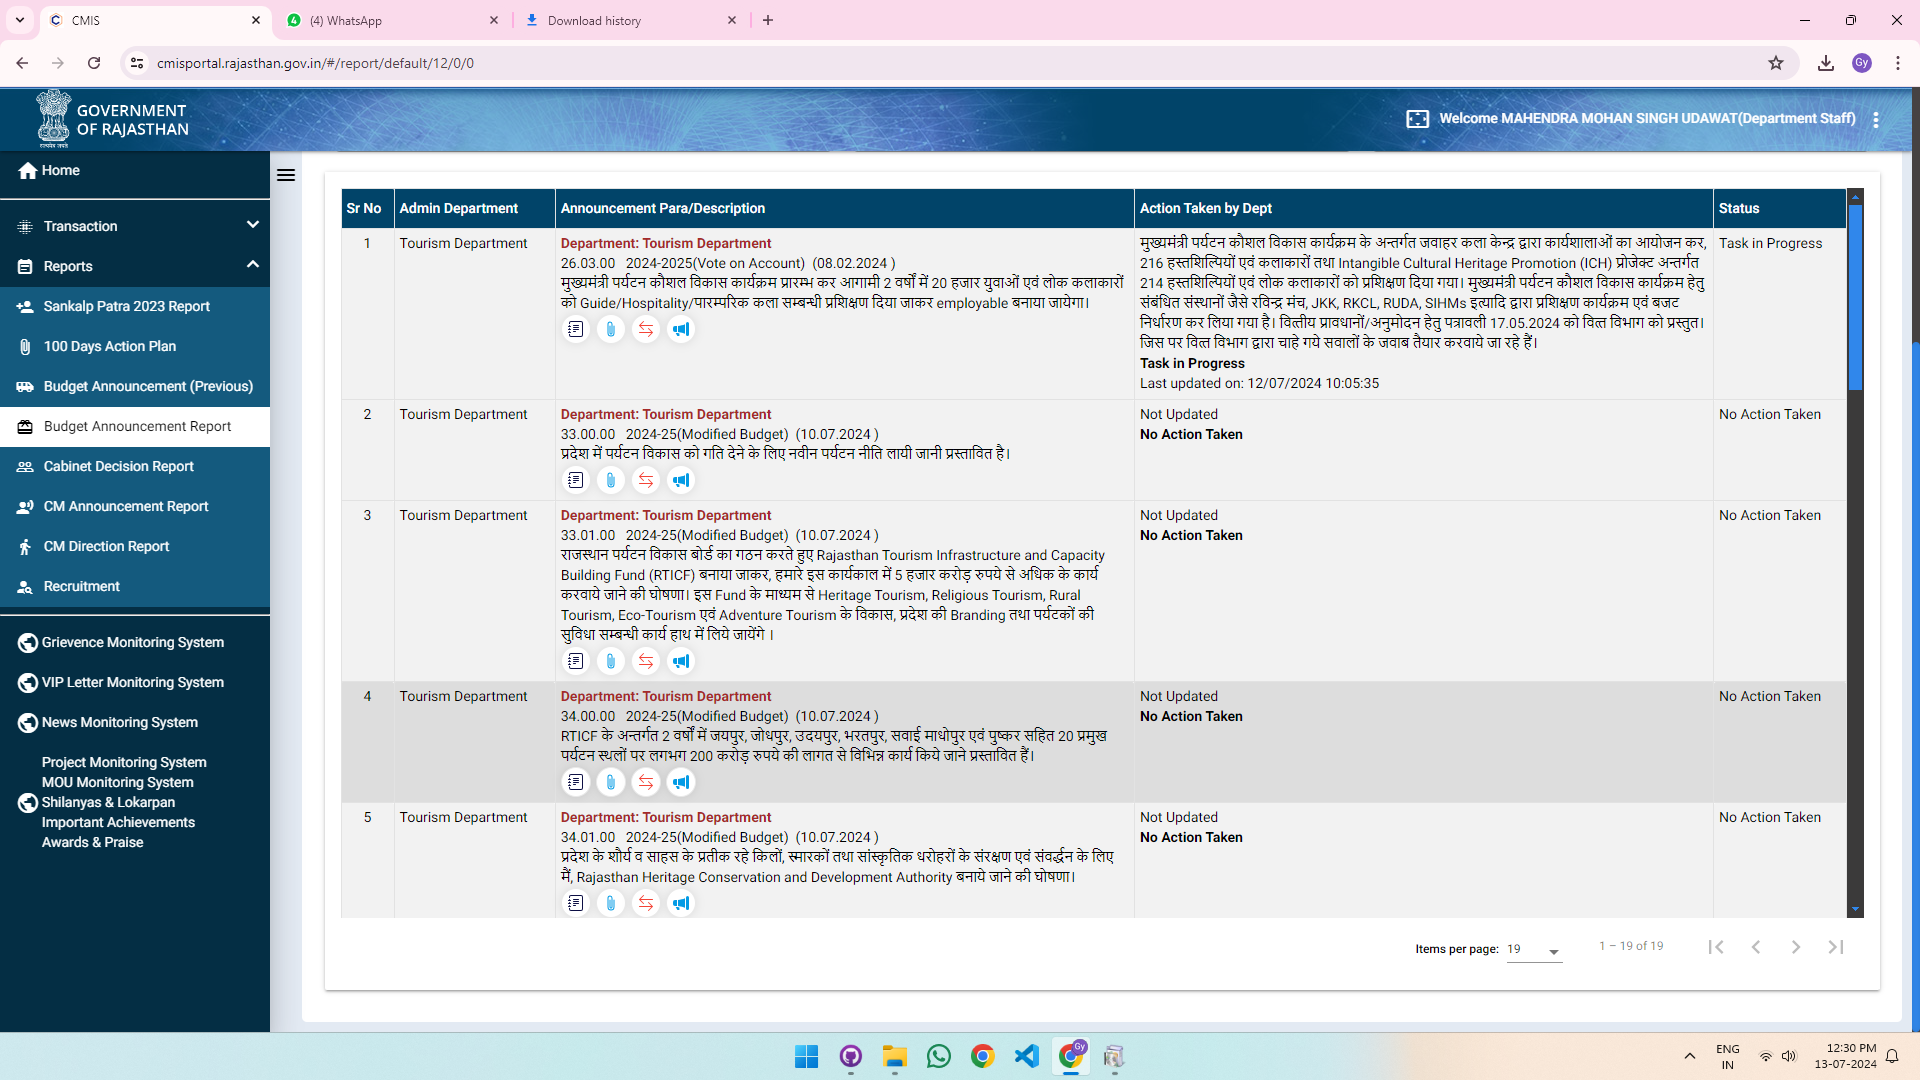 CMIS
(4) WhatsApp
Download history
cmisportal.rajasthan.gov.in/#/report/default/12/0/0
Gy
GOVERNMENT
OF RAJASTHAN
सत्यमेव जयते
Welcome MAHENDRA MOHAN SINGH UDAWAT(Department Staff)
Home
Transaction
Reports
Sankalp Patra 2023 Report
100 Days Action Plan
Budget Announcement (Previous)
Budget Announcement Report
Cabinet Decision Report
CM Announcement Report
CM Direction Report
Recruitment
Grievence Monitoring System
VIP Letter Monitoring System
News Monitoring System
Project Monitoring System
MOU Monitoring System
Shilanyas & Lokarpan
Important Achievements
Awards & Praise
Sr No Admin Department Announcement Para/Description Action Taken by Dept Status
1 Tourism Department
Department: Tourism Department
26.03.00 2024-2025(Vote on Account) (08.02.2024 )
मुख्यमंत्री पर्यटन कौशल विकास कार्यक्रम प्रारम्भ कर आगामी 2 वर्षों में 20 हजार युवाओं एवं लोक कलाकारों
को Guide/Hospitality/पारम्परिक कला सम्बन्धी प्रशिक्षण दिया जाकर employable बनाया जायेगा।
मुख्यमंत्री पर्यटन कौशल विकास कार्यक्रम के अन्तर्गत जवाहर कला केन्द्र द्वारा कार्यशालाओं का आयोजन कर,
216 हस्तशिल्पियों एवं कलाकारों तथा Intangible Cultural Heritage Promotion (ICH) प्रोजेक्ट अन्तर्गत
214 हस्तशिल्पियों एवं लोक कलाकारों को प्रशिक्षण दिया गया। मुख्यमंत्री पर्यटन कौशल विकास कार्यक्रम हेतु
संबंधित संस्थानों जैसे रविन्द्र मंच, JKK, RKCL, RUDA, SIHMs इत्यादि द्वारा प्रशिक्षण कार्यक्रम एवं बजट
निर्धारण कर लिया गया है। वित्तीय प्रावधानों/अनुमोदन हेतु पत्रावली 17.05.2024 को वित्त विभाग को प्रस्तुत।
जिस पर वित्त विभाग द्वारा चाहे गये सवालों के जवाब तैयार करवाये जा रहे हैं।
Task in Progress
Last updated on: 12/07/2024 10:05:35
Task in Progress
2 Tourism Department
Department: Tourism Department
33.00.00 2024-25(Modified Budget) (10.07.2024 )
प्रदेश में पर्यटन विकास को गति देने के लिए नवीन पर्यटन नीति लायी जानी प्रस्तावित है।
Not Updated
No Action Taken
No Action Taken
3 Tourism Department
Department: Tourism Department
33.01.00 2024-25(Modified Budget) (10.07.2024 )
राजस्थान पर्यटन विकास बोर्ड का गठन करते हुए Rajasthan Tourism Infrastructure and Capacity
Building Fund (RTICF) बनाया जाकर, हमारे इस कार्यकाल में 5 हजार करोड़ रुपये से अधिक के कार्य
करवाये जाने की घोषणा। इस Fund के माध्यम से Heritage Tourism, Religious Tourism, Rural
Tourism, Eco-Tourism एवं Adventure Tourism के विकास, प्रदेश की Branding तथा पर्यटकों की
सुविधा सम्बन्धी कार्य हाथ में लिये जायेंगे ।
Not Updated
No Action Taken
No Action Taken
4 Tourism Department
Department: Tourism Department
34.00.00 2024-25(Modified Budget) (10.07.2024 )
RTICF के अन्तर्गत 2 वर्षों में जयपुर, जोधपुर, उदयपुर, भरतपुर, सवाई माधोपुर एवं पुष्कर सहित 20 प्रमुख
पर्यटन स्थलों पर लगभग 200 करोड़ रुपये की लागत से विभिन्न कार्य किये जाने प्रस्तावित हैं।
Not Updated
No Action Taken
No Action Taken
5 Tourism Department
Department: Tourism Department
34.01.00 2024-25(Modified Budget) (10.07.2024 )
प्रदेश के शौर्य व साहस के प्रतीक रहे किलों, स्मारकों तथा सांस्कृतिक धरोहरों के संरक्षण एवं संवर्द्धन के लिए
मैं, Rajasthan Heritage Conservation and Development Authority बनाये जाने की घोषणा।
Not Updated
No Action Taken
No Action Taken
Items per page: 19 1 – 19 of 19
Gy
ENG
IN
12:30 PM
13-07-2024